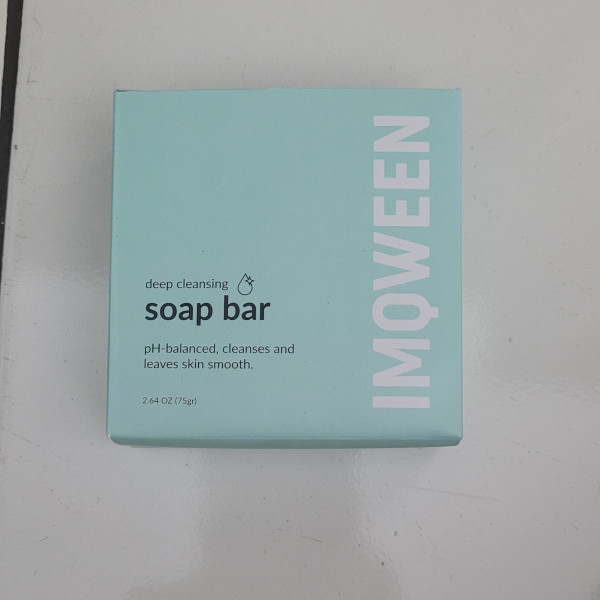 IMQWEEN
deep cleansing
soap bar
pH-balanced, cleanses and
leaves skin smooth.
2.64 OZ (75gr)